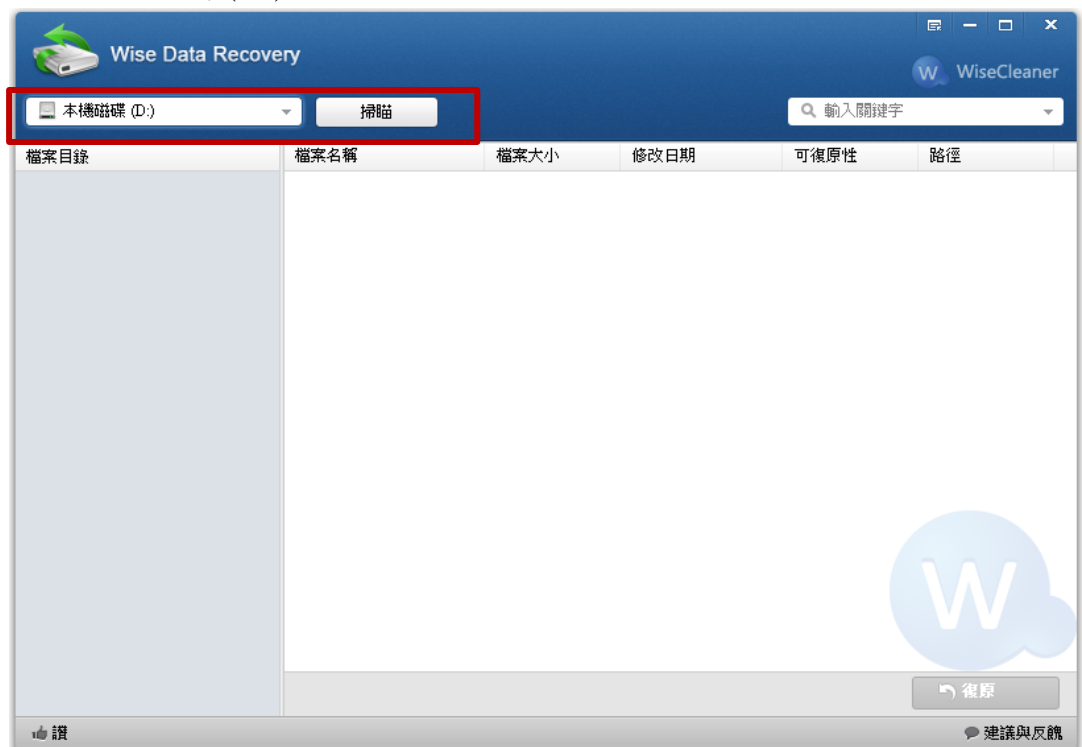 Wise Data Recovery
W WiseCleaner
本機磁碟 (D:)
掃瞄
輸入關鍵字
檔案目錄 檔案名稱 檔案大小 修改日期 可復原性 路徑
W
復原
讚 建議與反餽